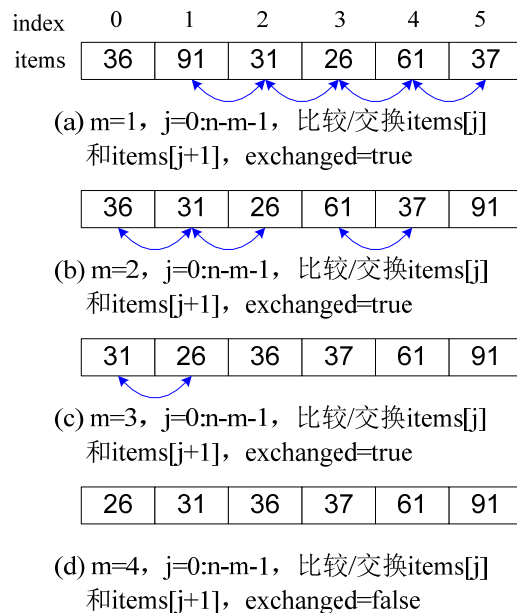 index 0 1 2 3 4 5
items 36 91 31 26 61 37
(a) m=1，j=0:n-m-1，比较/交换items[j]
和items[j+1]，exchanged=true
36 31 26 61 37 91
(b) m=2，j=0:n-m-1，比较/交换items[j]
和items[j+1]，exchanged=true
31 26 36 37 61 91
(c) m=3，j=0:n-m-1，比较/交换items[j]
和items[j+1]，exchanged=true
26 31 36 37 61 91
(d) m=4，j=0:n-m-1，比较/交换items[j]
和items[j+1]，exchanged=false